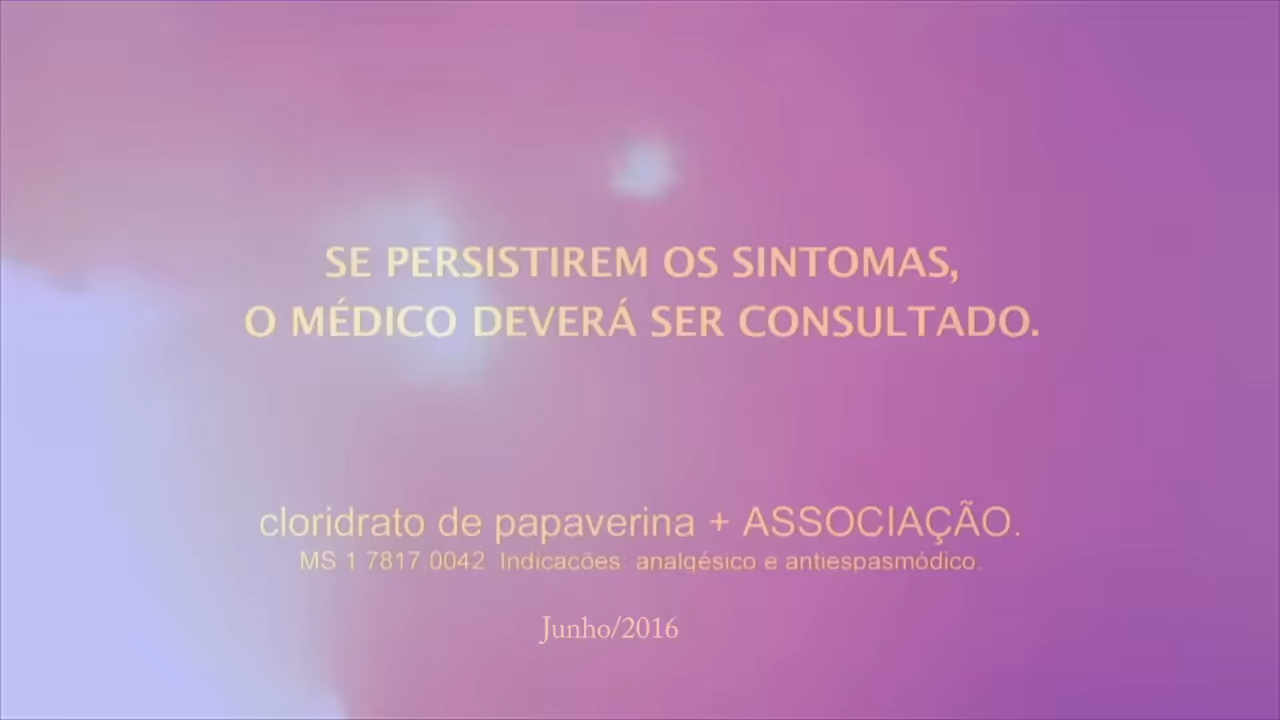 SE PERSISTIREM OS SINTOMAS,
O MÉDICO DEVERÁ SER CONSULTADO.
cloridrato de papaverina + ASSOCIAÇÃO.
MS 1.7817.0042. Indicações: analgésico e antiespasmódico.
Junho/2016